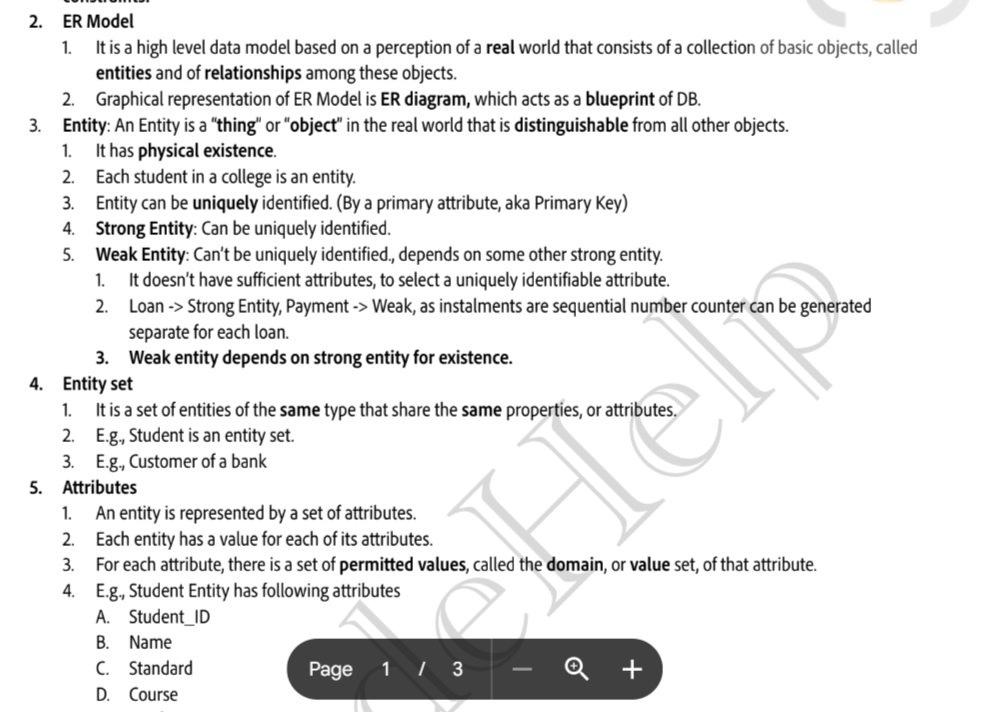 2. ER Model
1. It is a high level data model based on a perception of a real world that consists of a collection of basic objects, called
entities and of relationships among these objects.
2. Graphical representation of ER Model is ER diagram, which acts as a blueprint of DB.
3. Entity: An Entity is a “thing” or “object” in the real world that is distinguishable from all other objects.
1. It has physical existence.
2. Each student in a college is an entity.
3. Entity can be uniquely identified. (By a primary attribute, aka Primary Key)
4. Strong Entity: Can be uniquely identified.
5. Weak Entity: Can't be uniquely identified., depends on some other strong entity.
1. It doesn't have sufficient attributes, to select a uniquely identifiable attribute.
2. Loan -> Strong Entity, Payment -> Weak, as instalments are sequential number counter can be generated
separate for each loan.
3. Weak entity depends on strong entity for existence.
4. Entity set
1. It is a set of entities of the same type that share the same properties, or attributes.
2. E.g., Student is an entity set.
3. E.g., Customer of a bank
5. Attributes
1. An entity is represented by a set of attributes.
2. Each entity has a value for each of its attributes.
3. For each attribute, there is a set of permitted values, called the domain, or value set, of that attribute.
4. E.g., Student Entity has following attributes
A. Student_ID
B. Name
C. Standard
D. Course
Page 1 / 3
deHelp